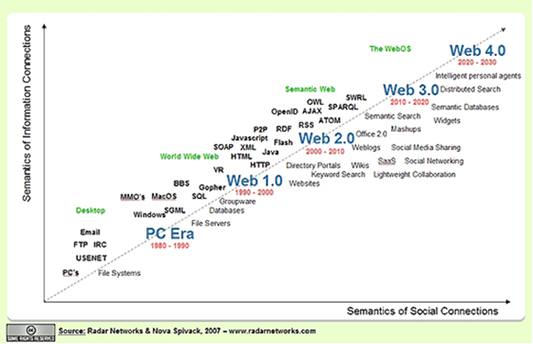 Semantics of Information Connections
The WebOS
Web 4.0
2020 - 2030
Intelligent personal agents
Semantic Web
Web 3.0
2010 - 2020
Distributed Search
SWRL
OWL
SPARQL
OpenID
AJAX
Semantic Databases
ATOM
Semantic Search
Widgets
RSS
P2P
RDF
Office 2.0
Mashups
Javascript
Flash
Web 2.0
2000 - 2010
SOAP
XML
Java
Weblogs
Social Media Sharing
World Wide Web
HTML
HTTP
Directory Portals
Wikis
SaaS
Social Networking
VR
Keyword Search
Lightweight Collaboration
BBS
Gopher
Web 1.0
1990 - 2000
Websites
MMO's
MacOS
SQL
Groupware
Desktop
SGML
Databases
Windows
File Servers
Email
PC Era
1980 - 1990
FTP
IRC
USENET
PC's
File Systems
Semantics of Social Connections
SOME RIGHTS RESERVED
Source: Radar Networks & Nova Spivack, 2007 – www.radarnetworks.com